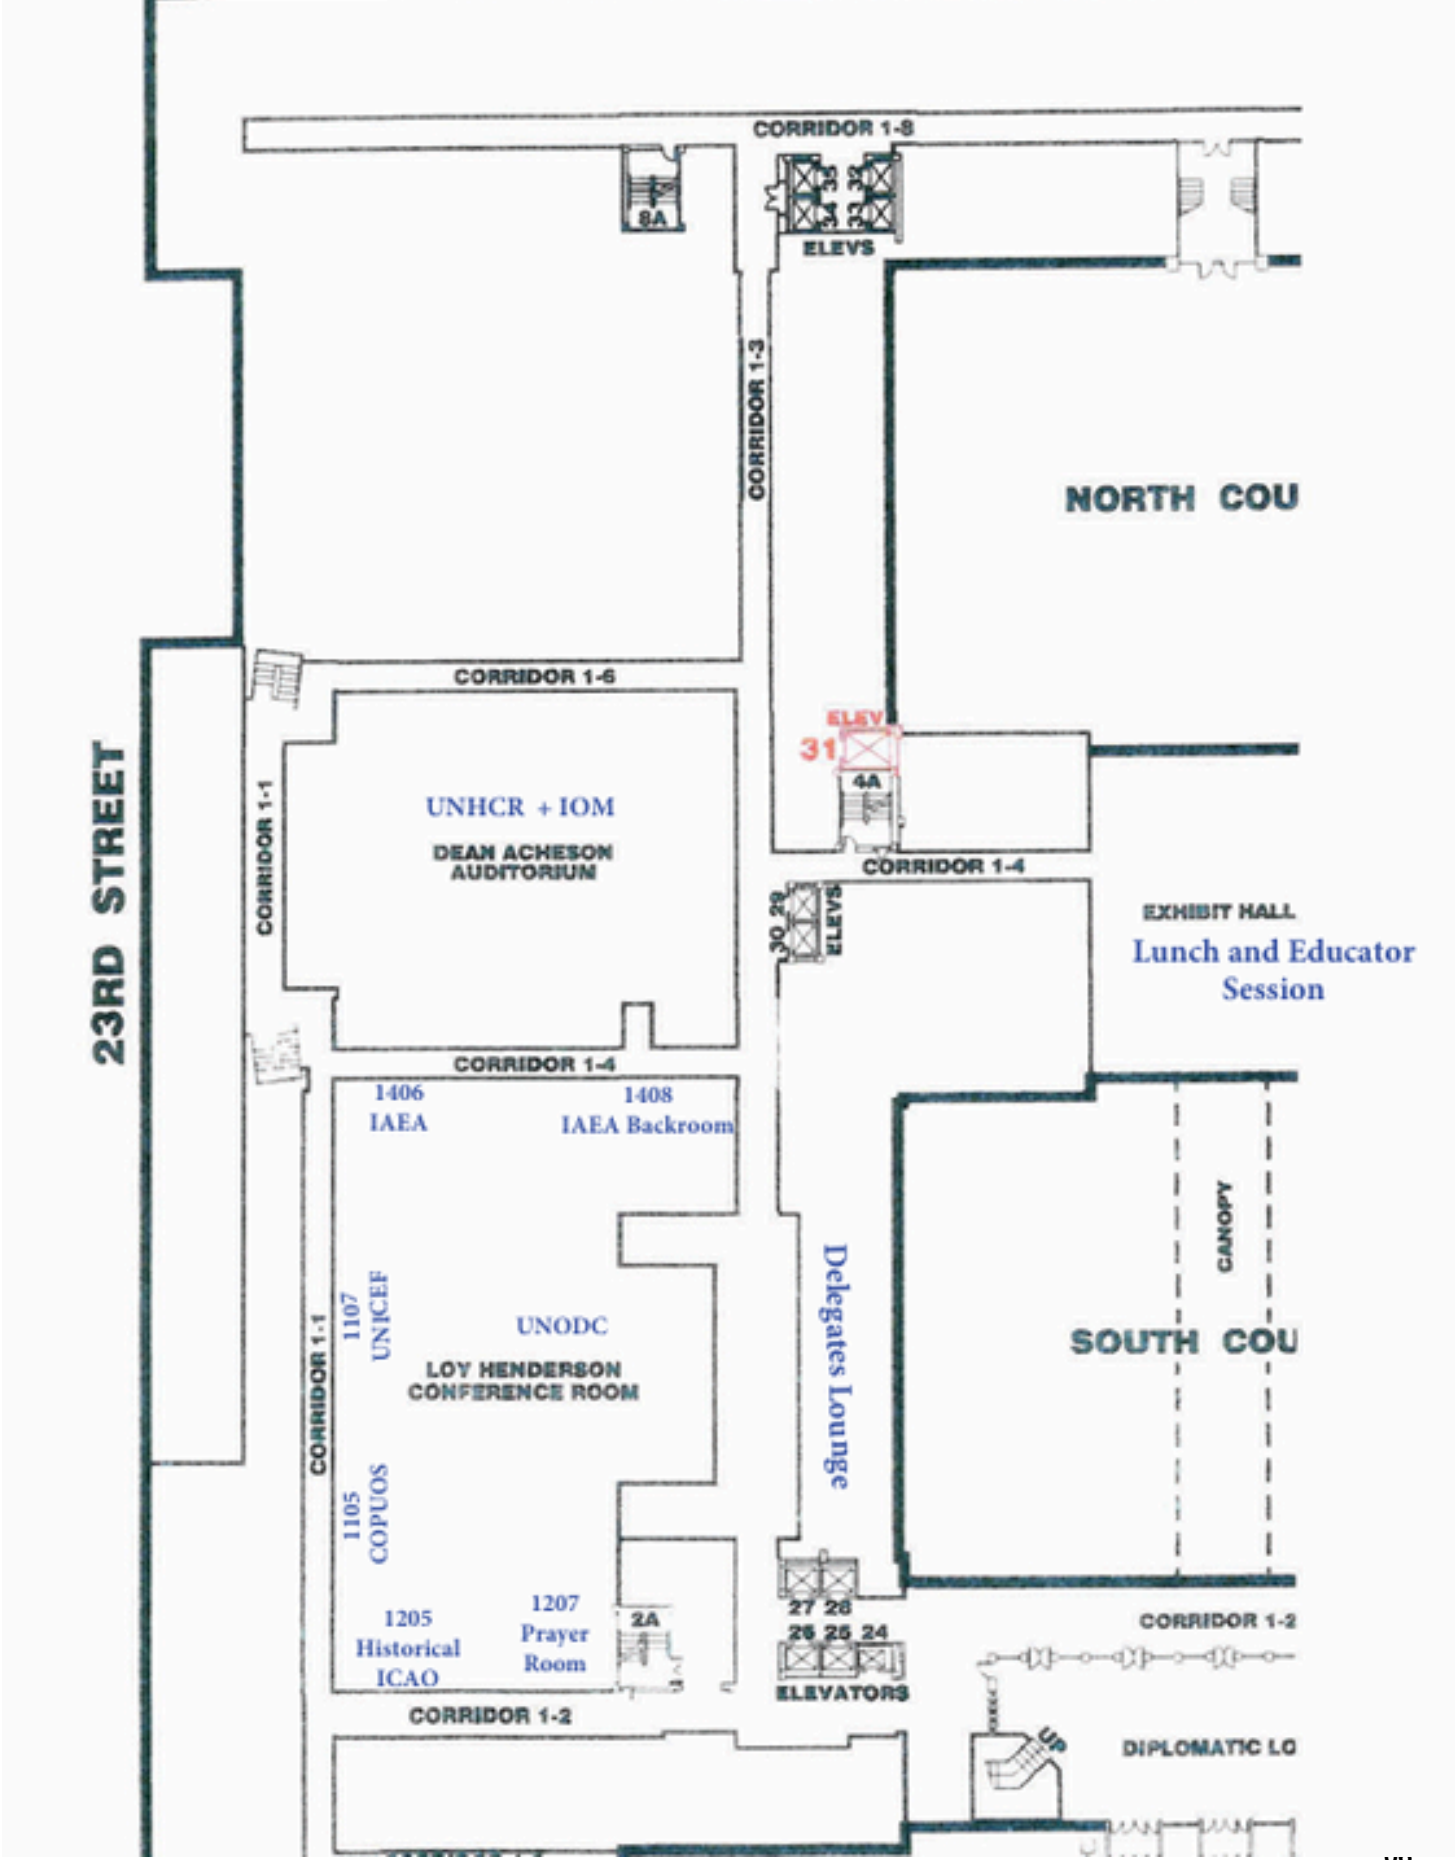 CORRIDOR 1-8
35
32
34
33
8A
ELEVS
CORRIDOR 1-3
NORTH COU
CORRIDOR 1-6
ELEV
31
4A
23RD STREET
CORRIDOR 1-1
UNHCR + IOM
DEAN ACHESON
AUDITORIUM
CORRIDOR 1-4
30 29
ELEVS
EXHIBIT HALL
Lunch and Educator
Session
CORRIDOR 1-4
1406
IAEA
1408
IAEA Backroom
CANOPY
1107
UNICEF
UNODC
LOY HENDERSON
CONFERENCE ROOM
Delegates Lounge
SOUTH COU
CORRIDOR 1-1
1105
COPUOS
1205
Historical
ICAO
1207
Prayer
Room
2A
27 28
26 25 24
ELEVATORS
CORRIDOR 1-2
CORRIDOR 1-2
UP
DIPLOMATIC LO